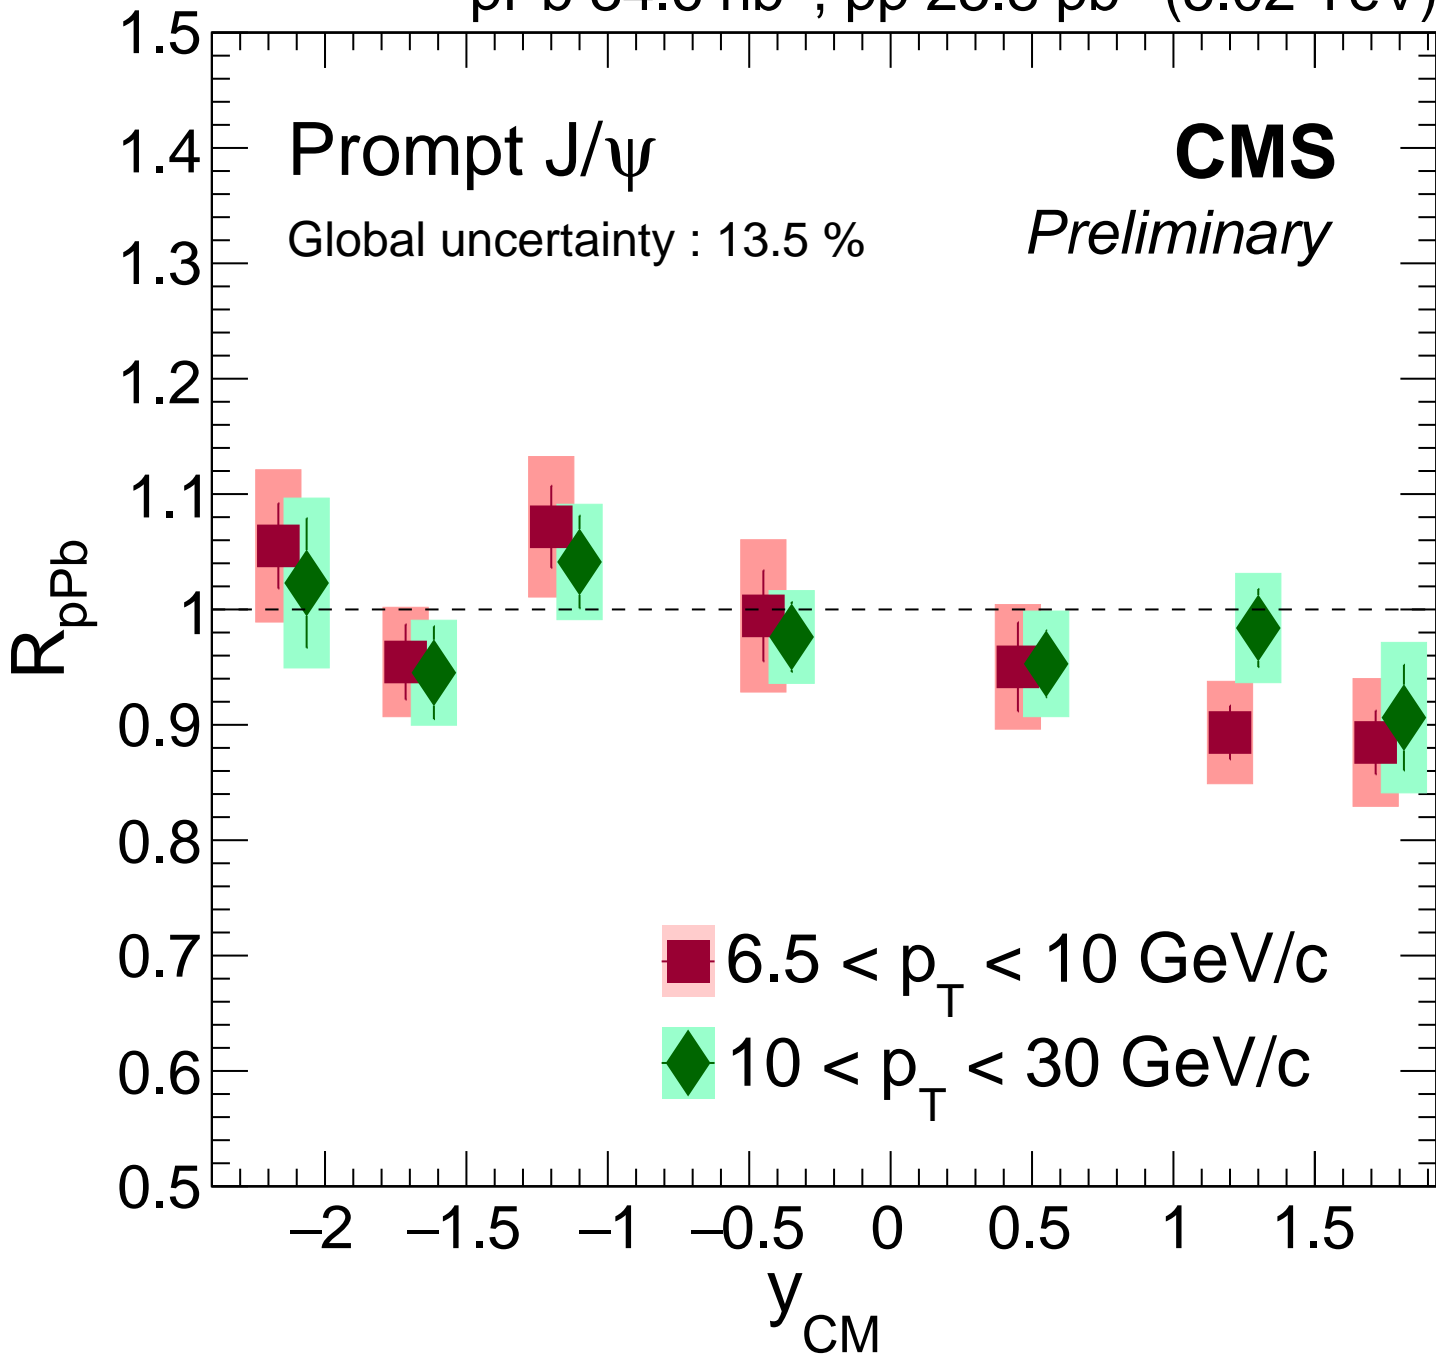 1.5
1.4
1.3
1.2
1.1
1
0.9
0.8
0.7
0.6
0.5
R_pPb
Prompt J/ψ
CMS
Global uncertainty : 13.5 %
Preliminary
6.5 < p_T < 10 GeV/c
10 < p_T < 30 GeV/c
–2 –1.5 –1 –0.5 0 0.5 1 1.5
y_CM